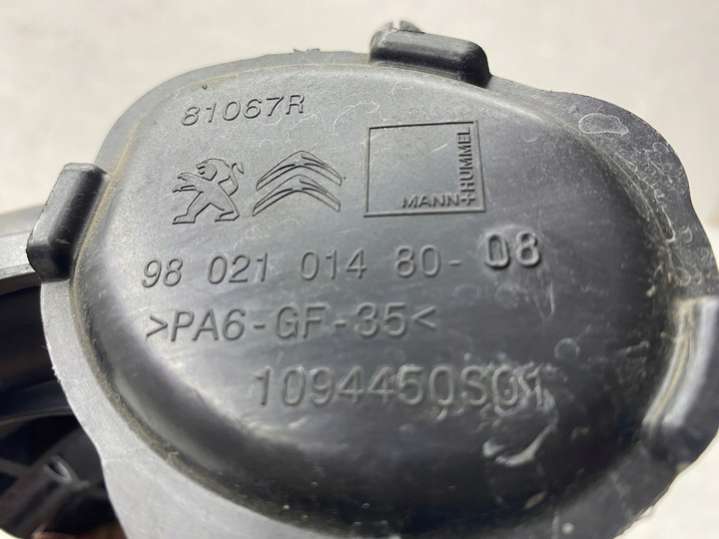 81067R
MANN+HUMMEL
98 021 014 80- 08
>PA6-GF-35<
1094450S01